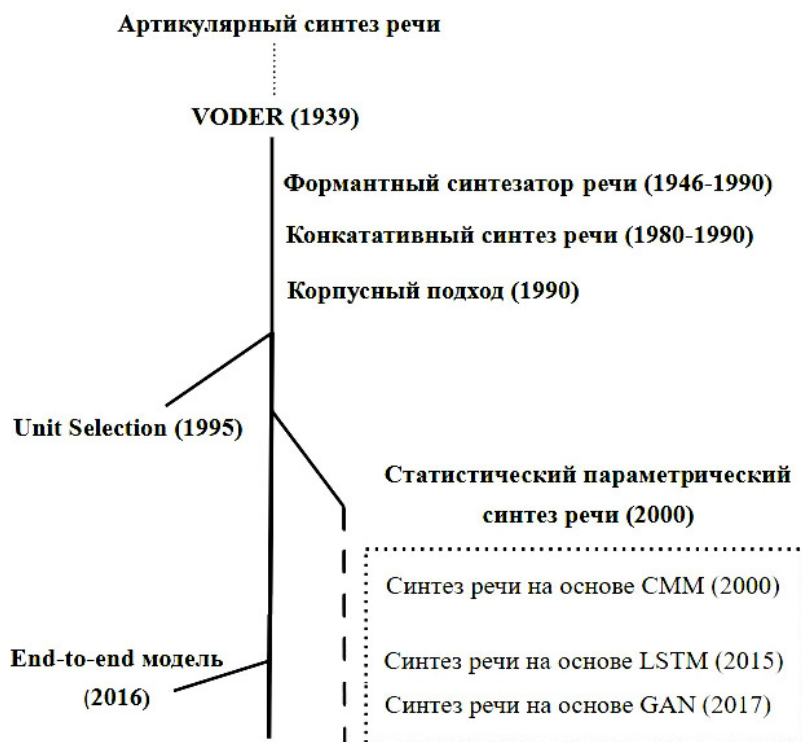 Артикулярный синтез речи
VODER (1939)
Формантный синтезатор речи (1946-1990)
Конкатативный синтез речи (1980-1990)
Корпусный подход (1990)
Unit Selection (1995)
Статистический параметрический
синтез речи (2000)
Синтез речи на основе СММ (2000)
Синтез речи на основе LSTM (2015)
Синтез речи на основе GAN (2017)
End-to-end модель
(2016)